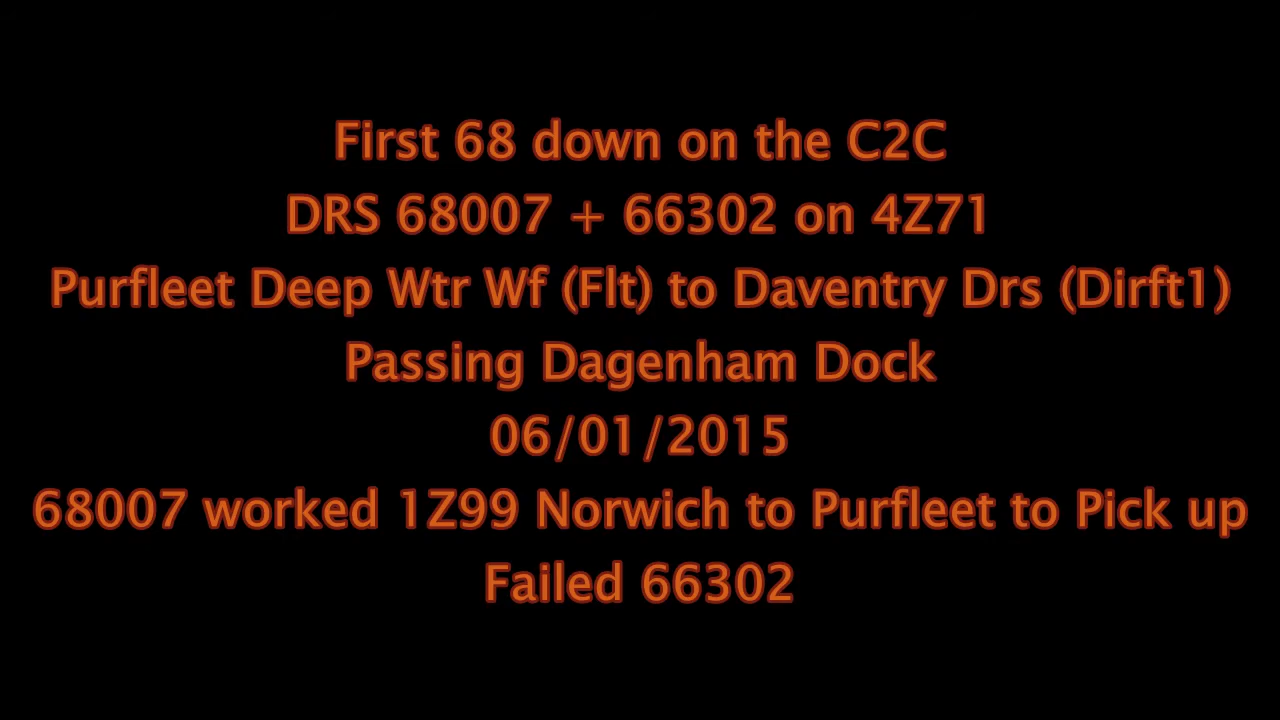 First 68 down on the C2C
DRS 68007 + 66302 on 4Z71
Purfleet Deep Wtr Wf (Flt) to Daventry Drs (Dirft1)
Passing Dagenham Dock
06/01/2015
68007 worked 1Z99 Norwich to Purfleet to Pick up
Failed 66302